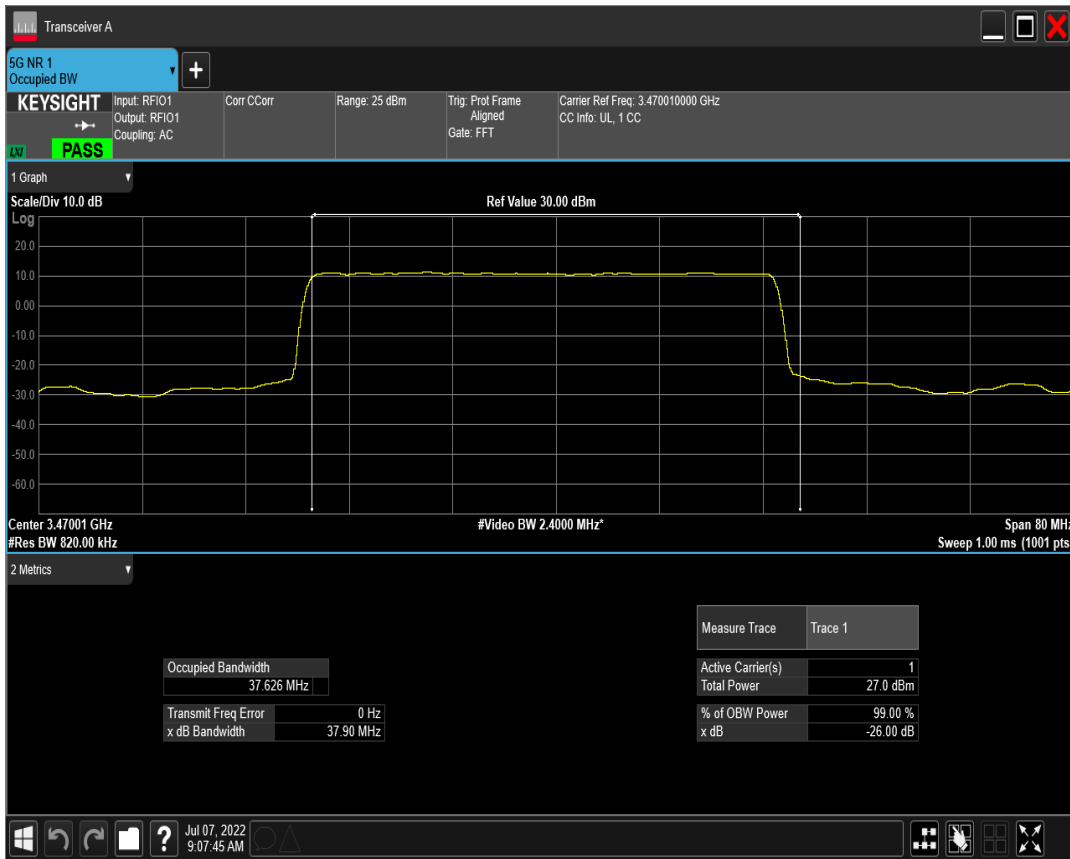 Transceiver A
5G NR 1
Occupied BW
+
KEYSIGHT
LXI
PASS
Input: RFIO1
Output: RFIO1
Coupling: AC
Corr CCorr
Range: 25 dBm
Trig: Prot Frame
Aligned
Gate: FFT
Carrier Ref Freq: 3.470010000 GHz
CC Info: UL, 1 CC
1 Graph
Scale/Div 10.0 dB
Ref Value 30.00 dBm
Log
20.0
10.0
0.00
-10.0
-20.0
-30.0
-40.0
-50.0
-60.0
Center 3.47001 GHz
#Video BW 2.4000 MHz*
Span 80 MHz
#Res BW 820.00 kHz
Sweep 1.00 ms (1001 pts
2 Metrics
Measure Trace Trace 1
Occupied Bandwidth
37.626 MHz
Active Carrier(s) 1
Total Power 27.0 dBm
Transmit Freq Error 0 Hz
x dB Bandwidth 37.90 MHz
% of OBW Power 99.00 %
x dB -26.00 dB
?
Jul 07, 2022
9:07:45 AM